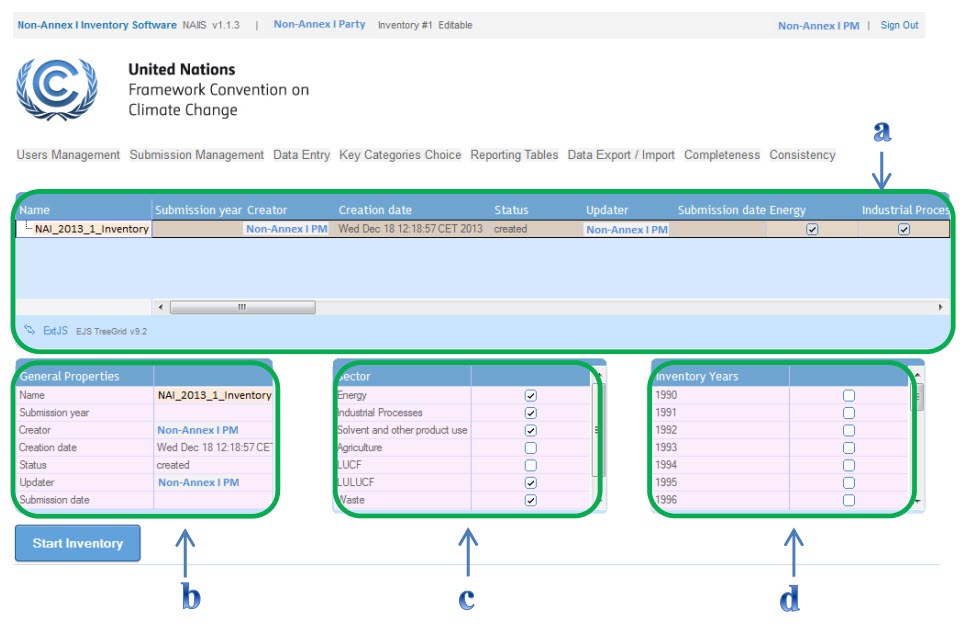 Non-Annex I Inventory Software NAIIS v1.1.3 | Non-Annex I Party Inventory #1 Editable Non-Annex I PM | Sign Out
United Nations
Framework Convention on
Climate Change
a
Users Management Submission Management Data Entry Key Categories Choice Reporting Tables Data Export / Import Completeness Consistency
Name Submission year Creator Creation date Status Updater Submission date Energy Industrial Proces
NAI_2013_1_Inventory Non-Annex I PM Wed Dec 18 12:18:57 CET 2013 created Non-Annex I PM
ExtJS EJS TreeGrid v9.2
General Properties Sector Inventory Years
Name NAI_2013_1_Inventory Energy 1990
Submission year Industrial Processes 1991
Creator Non-Annex I PM Solvent and other product use 1992
Creation date Wed Dec 18 12:18:57 CET Agriculture 1993
Status created LUCF 1994
Updater Non-Annex I PM LULUCF 1995
Submission date Waste 1996
Start Inventory
b c d